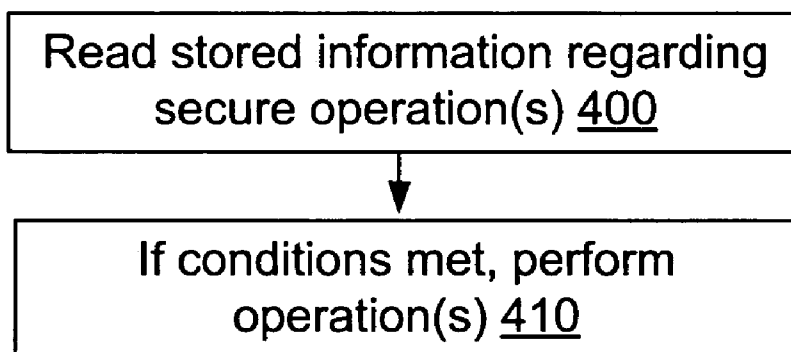 Read stored information regarding
secure operation(s) 400
If conditions met, perform
operation(s) 410